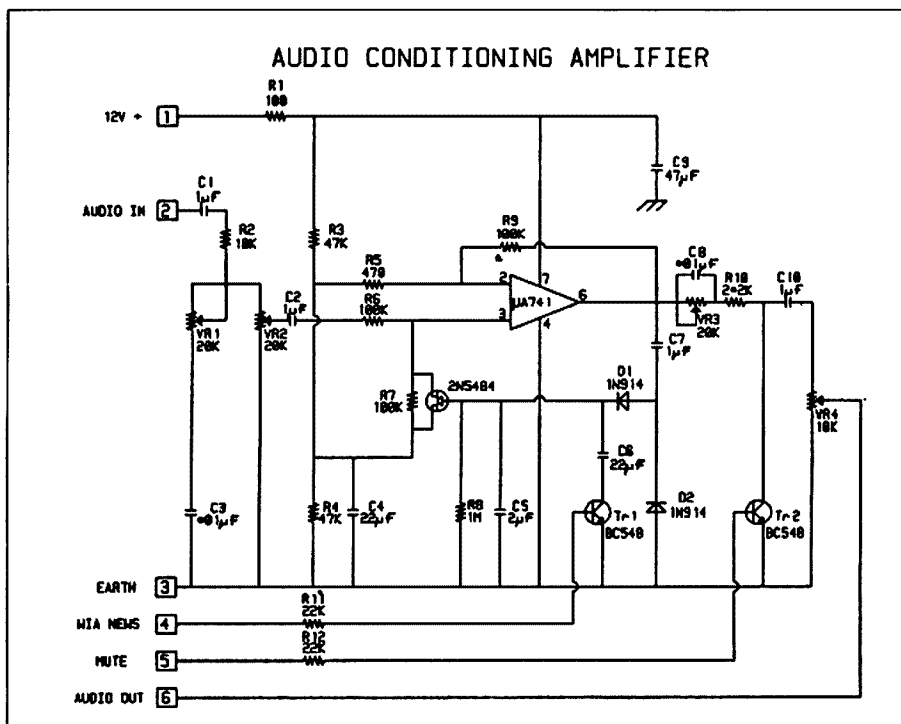 AUDIO CONDITIONING AMPLIFIER
R1
100
12V +
1
C9
47µF
C1
1µF
AUDIO IN
2
R2
10K
R3
47K
R9
100K
R5
470
C8
•01µF
R10
2•2K
C10
1µF
2
7
µA741
6
3
4
C2
1µF
R6
100K
VR1
20K
VR2
20K
VR3
20K
C7
1µF
D1
1N914
2N5484
R7
100K
VR4
10K
C6
22µF
C3
•01µF
R4
47K
C4
22µF
R8
1M
C5
2µF
Tr1
BC548
D2
1N914
Tr2
BC548
EARTH
3
R11
22K
WIA NEWS
4
R12
22K
MUTE
5
AUDIO OUT
6